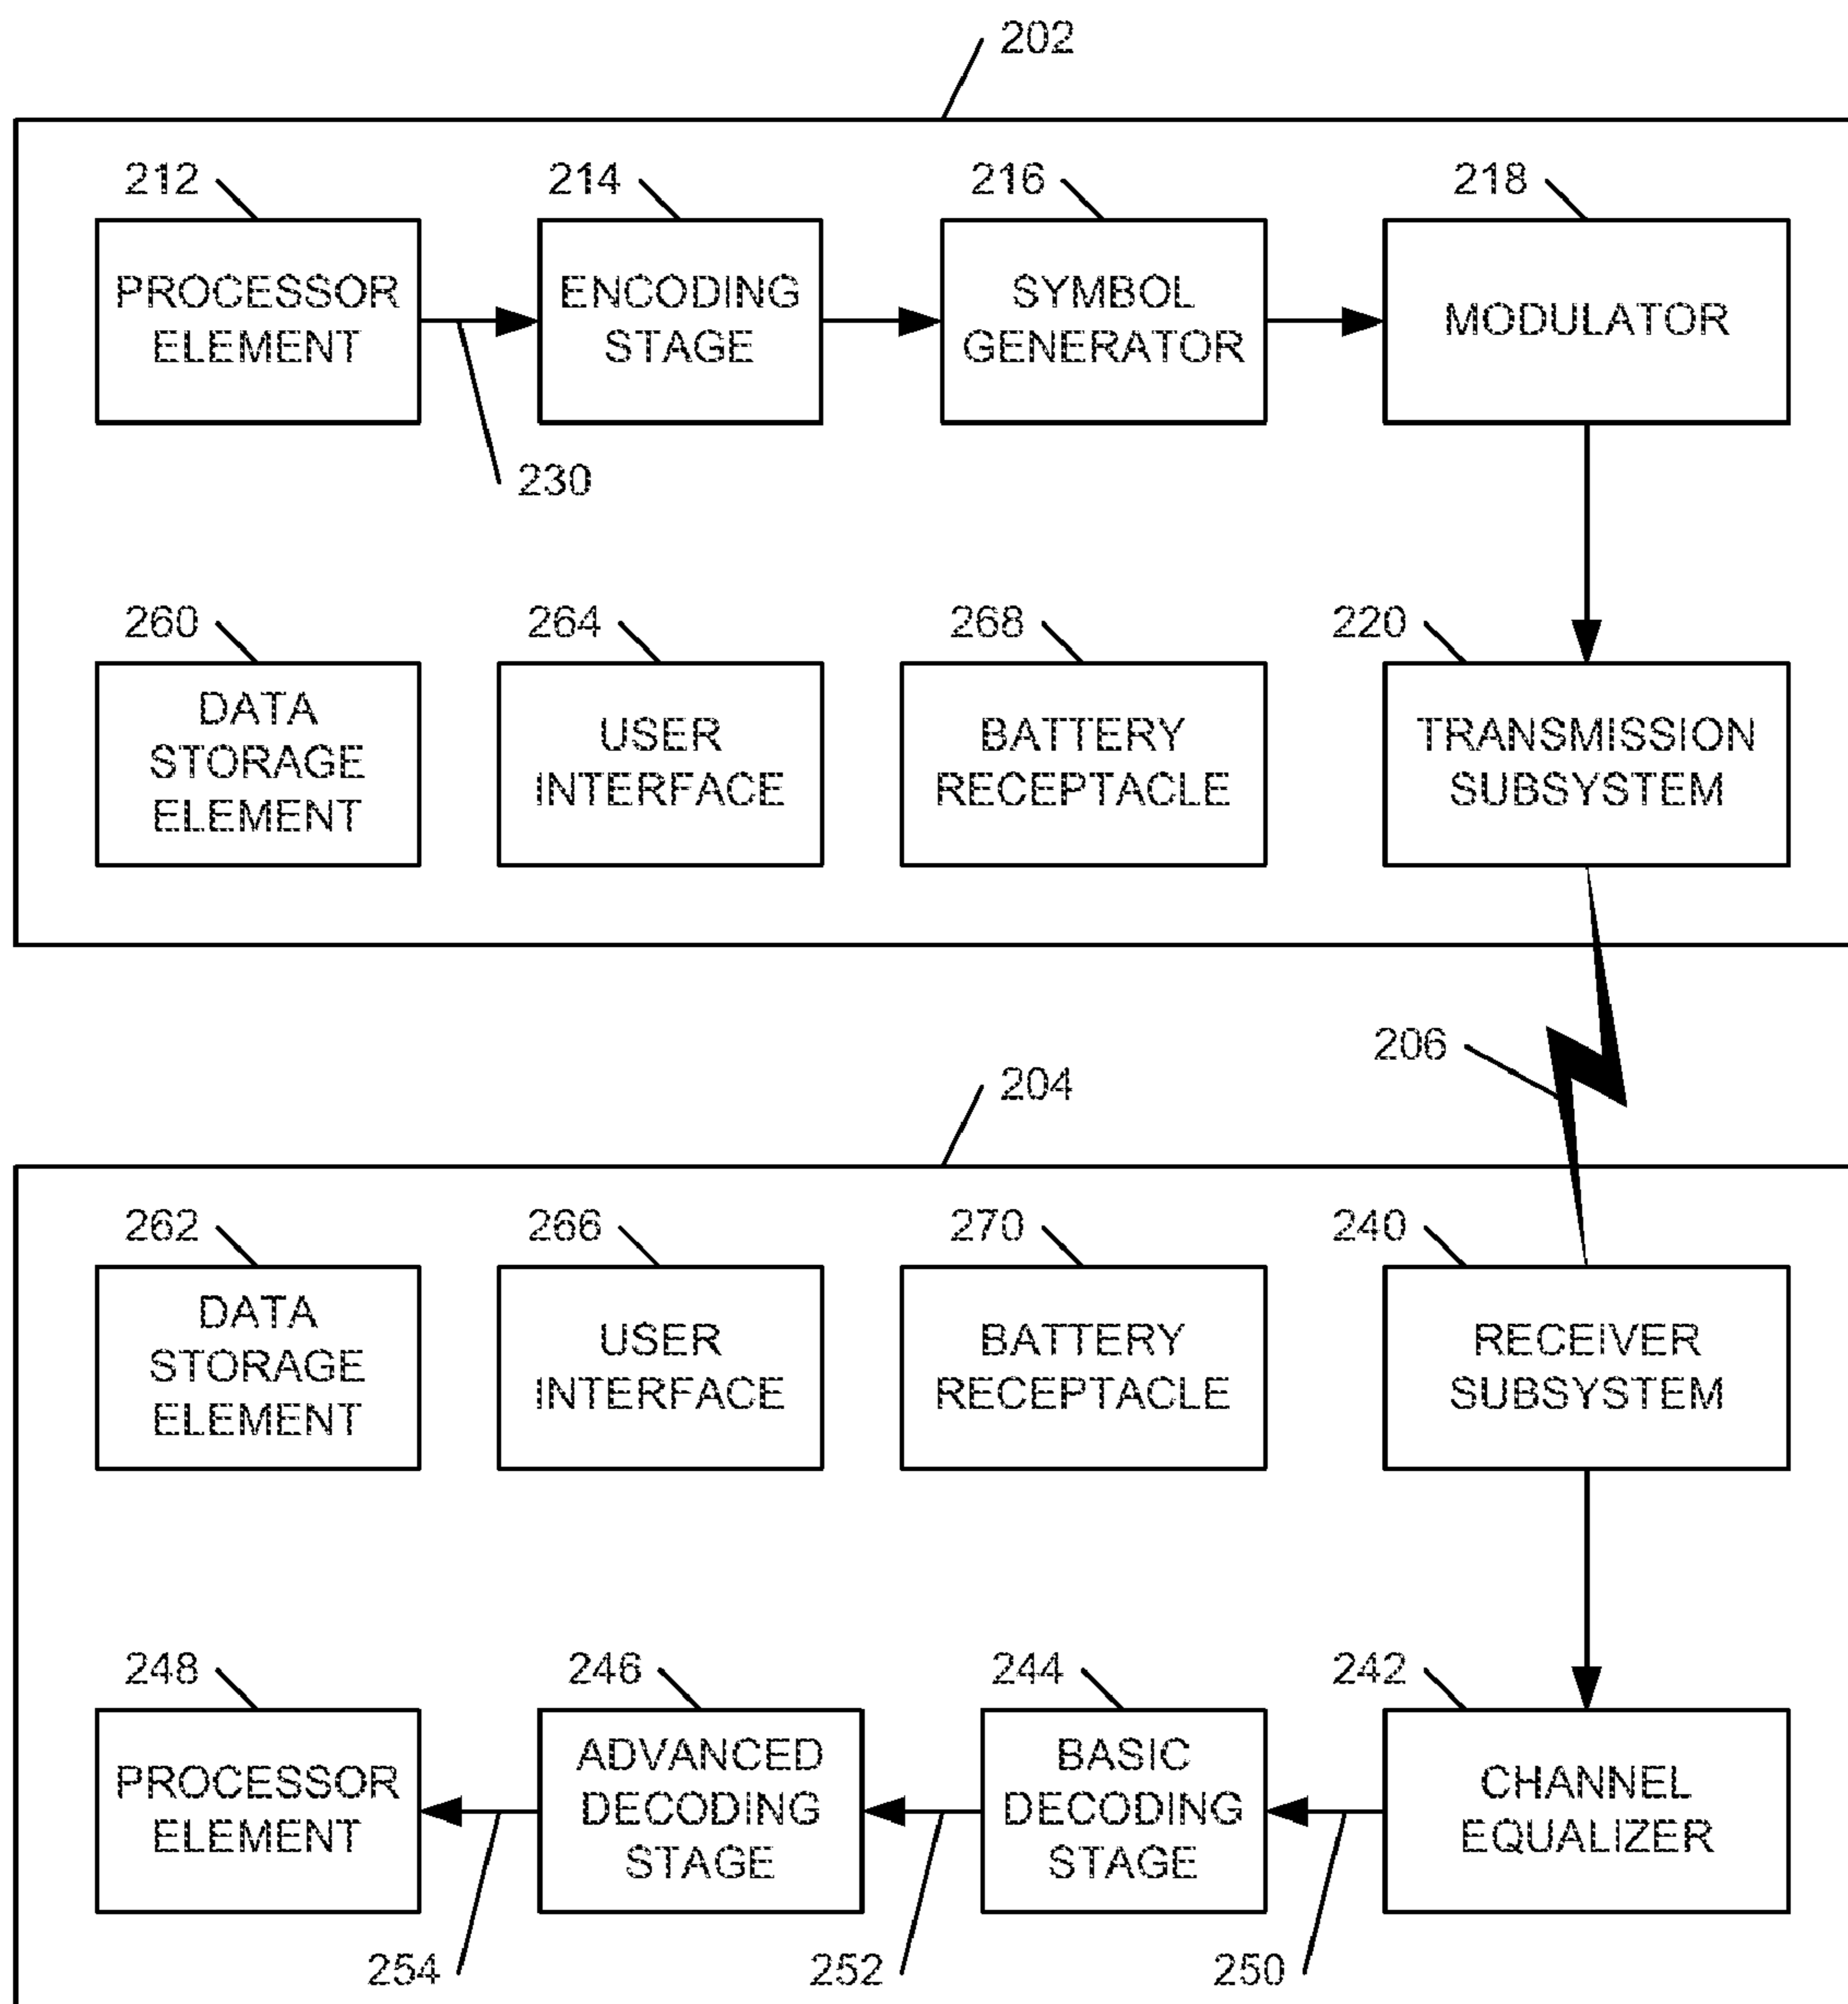 202
212
214
216
218
PROCESSOR
ELEMENT
ENCODING
STAGE
SYMBOL
GENERATOR
MODULATOR
230
260
264
268
220
DATA
STORAGE
ELEMENT
USER
INTERFACE
BATTERY
RECEPTACLE
TRANSMISSION
SUBSYSTEM
206
204
262
266
270
240
DATA
STORAGE
ELEMENT
USER
INTERFACE
BATTERY
RECEPTACLE
RECEIVER
SUBSYSTEM
248
246
244
242
PROCESSOR
ELEMENT
ADVANCED
DECODING
STAGE
BASIC
DECODING
STAGE
CHANNEL
EQUALIZER
254
252
250